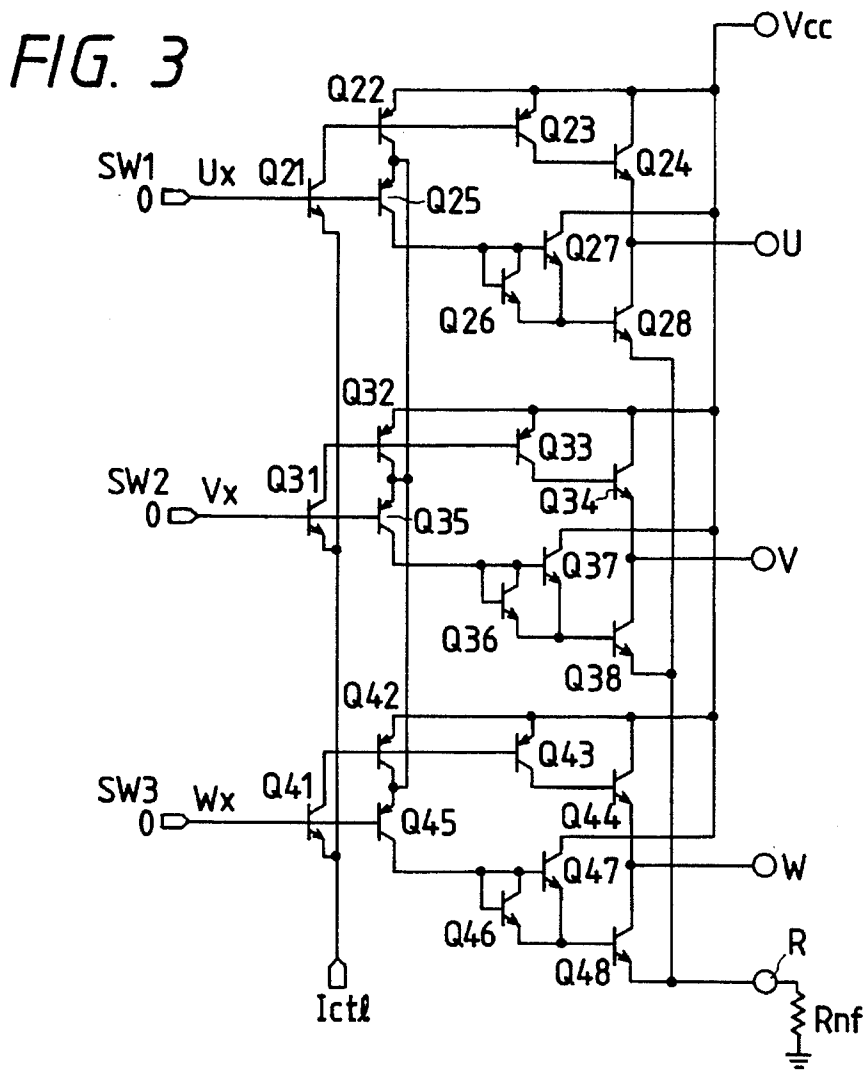 FIG. 3
Vcc
Q22
Q23
Q24
SW1
0
Ux
Q21
Q25
Q27
U
Q26
Q28
Q32
Q33
SW2
0
Vx
Q31
Q34
Q35
Q37
V
Q36
Q38
Q42
Q43
SW3
0
Wx
Q41
Q44
Q45
Q47
W
Q46
Q48
R
Ictl
Rnf